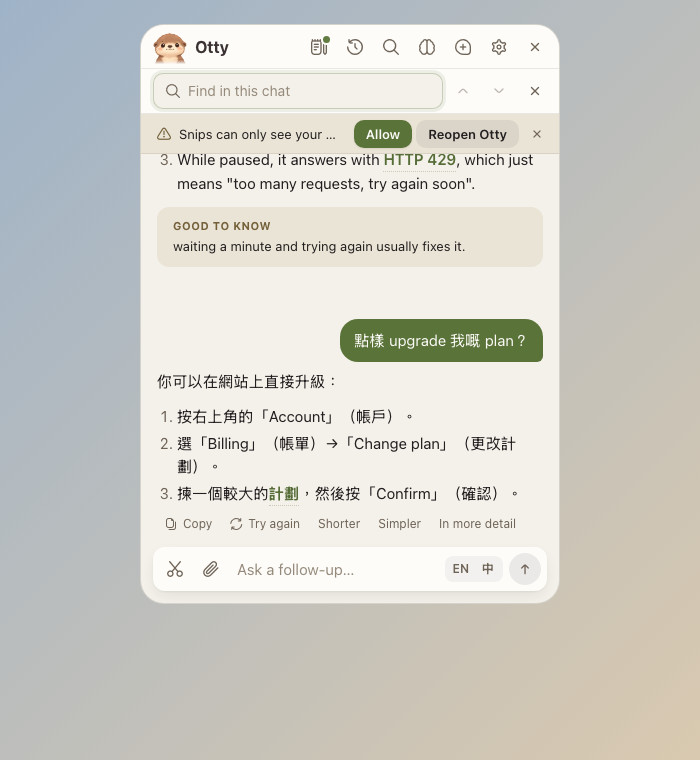 Otty
Find in this chat
Snips can only see your ...
Allow
Reopen Otty
3. While paused, it answers with HTTP 429, which just
means "too many requests, try again soon".
GOOD TO KNOW
waiting a minute and trying again usually fixes it.
點樣 upgrade 我嘅 plan？
你可以在網站上直接升級：
1. 按右上角的「Account」（帳戶）。
2. 選「Billing」（帳單）→「Change plan」（更改計
劃）。
3. 揀一個較大的計劃，然後按「Confirm」（確認）。
Copy
Try again
Shorter
Simpler
In more detail
Ask a follow-up...
EN 中